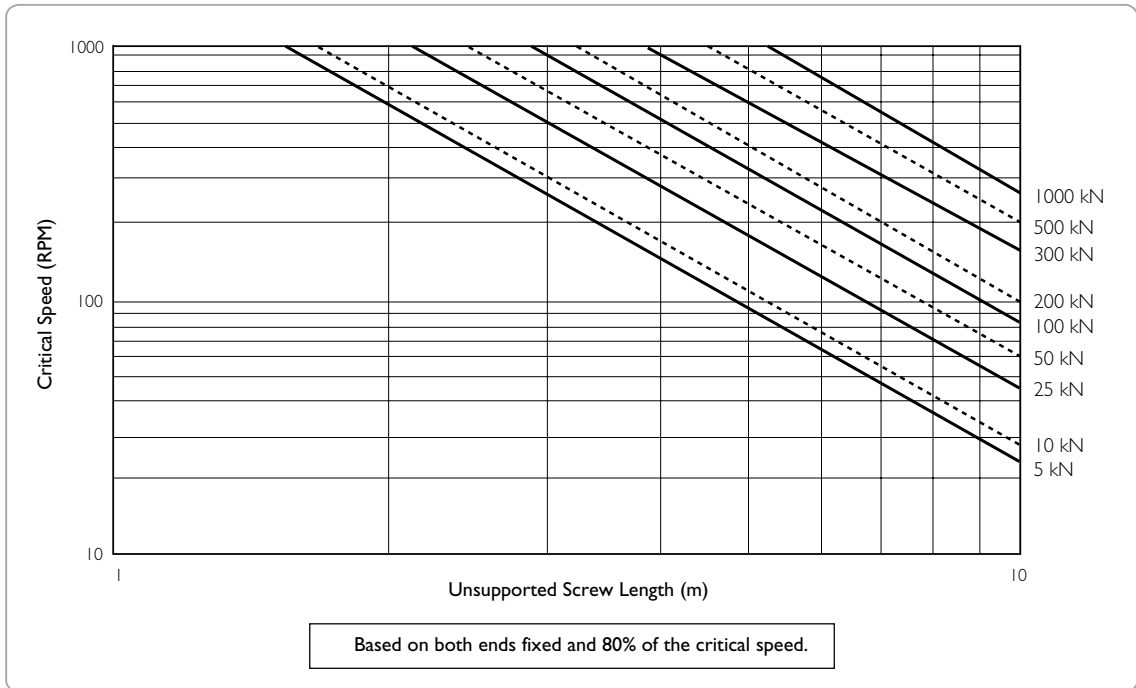 1000
100
10
Critical Speed (RPM)
1
10
Unsupported Screw Length (m)
1000 kN
500 kN
300 kN
200 kN
100 kN
50 kN
25 kN
10 kN
5 kN
Based on both ends fixed and 80% of the critical speed.